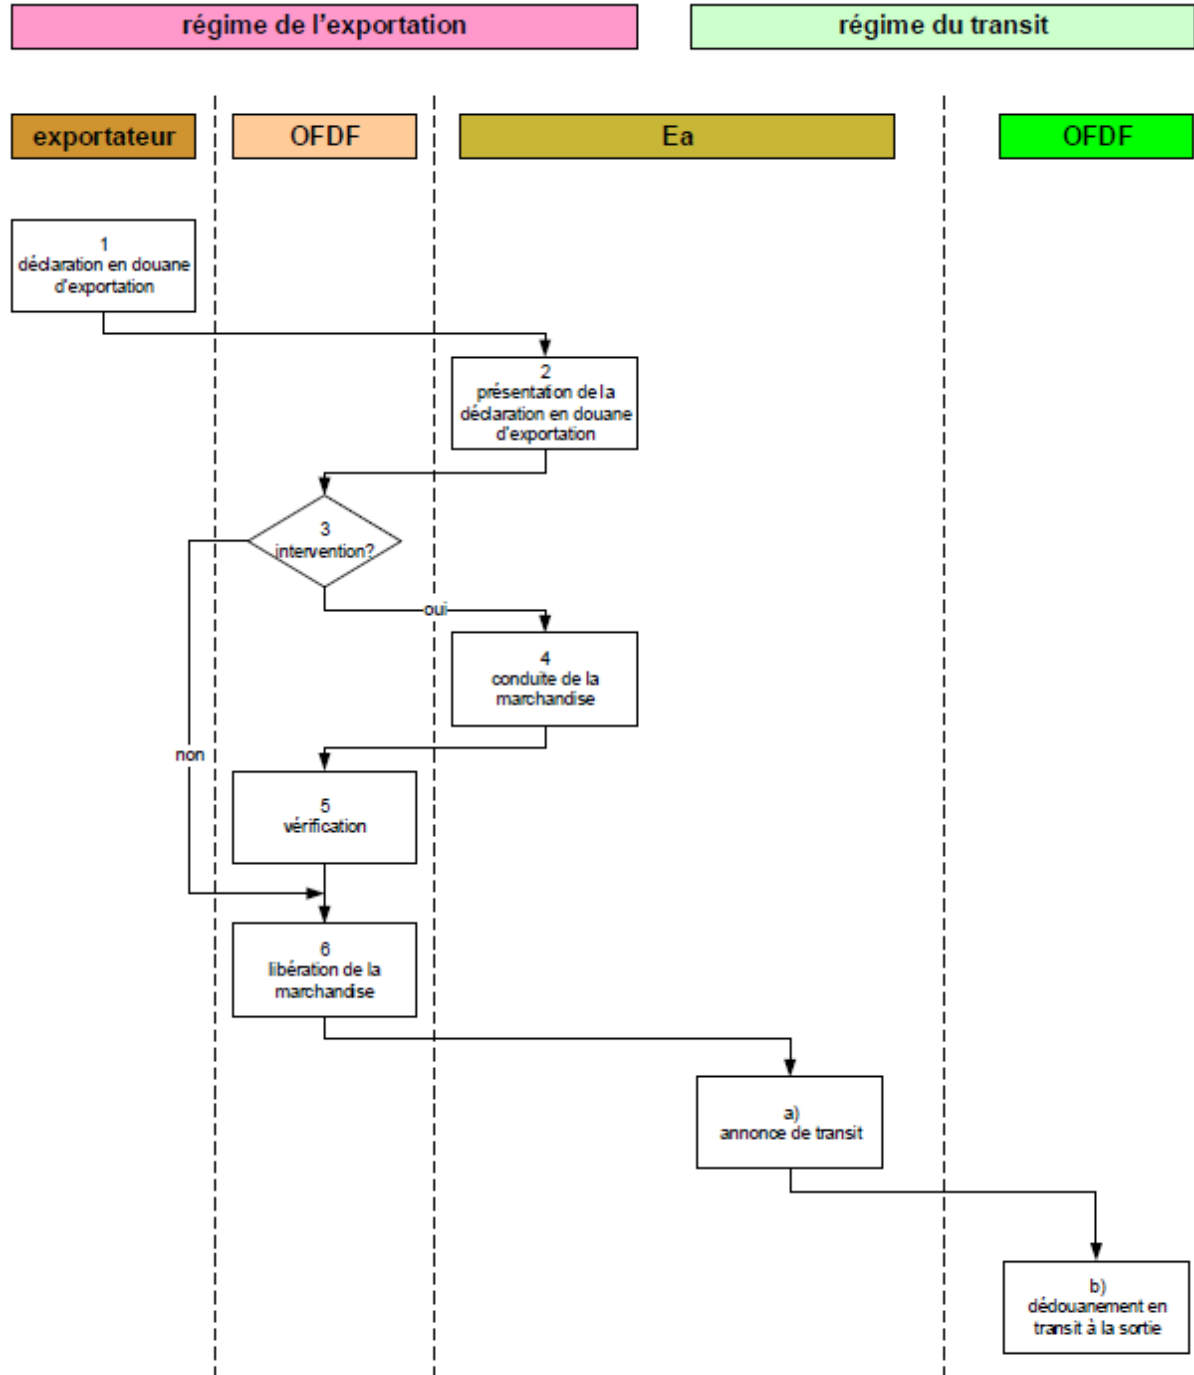 régime de l'exportation
régime du transit
exportateur
OFDF
Ea
OFDF
1
déclaration en douane
d'exportation
2
présentation de la
déclaration en douane
d'exportation
3
intervention?
oui
4
conduite de la
marchandise
non
5
vérification
6
libération de la
marchandise
a)
annonce de transit
b)
dédouanement en
transit à la sortie